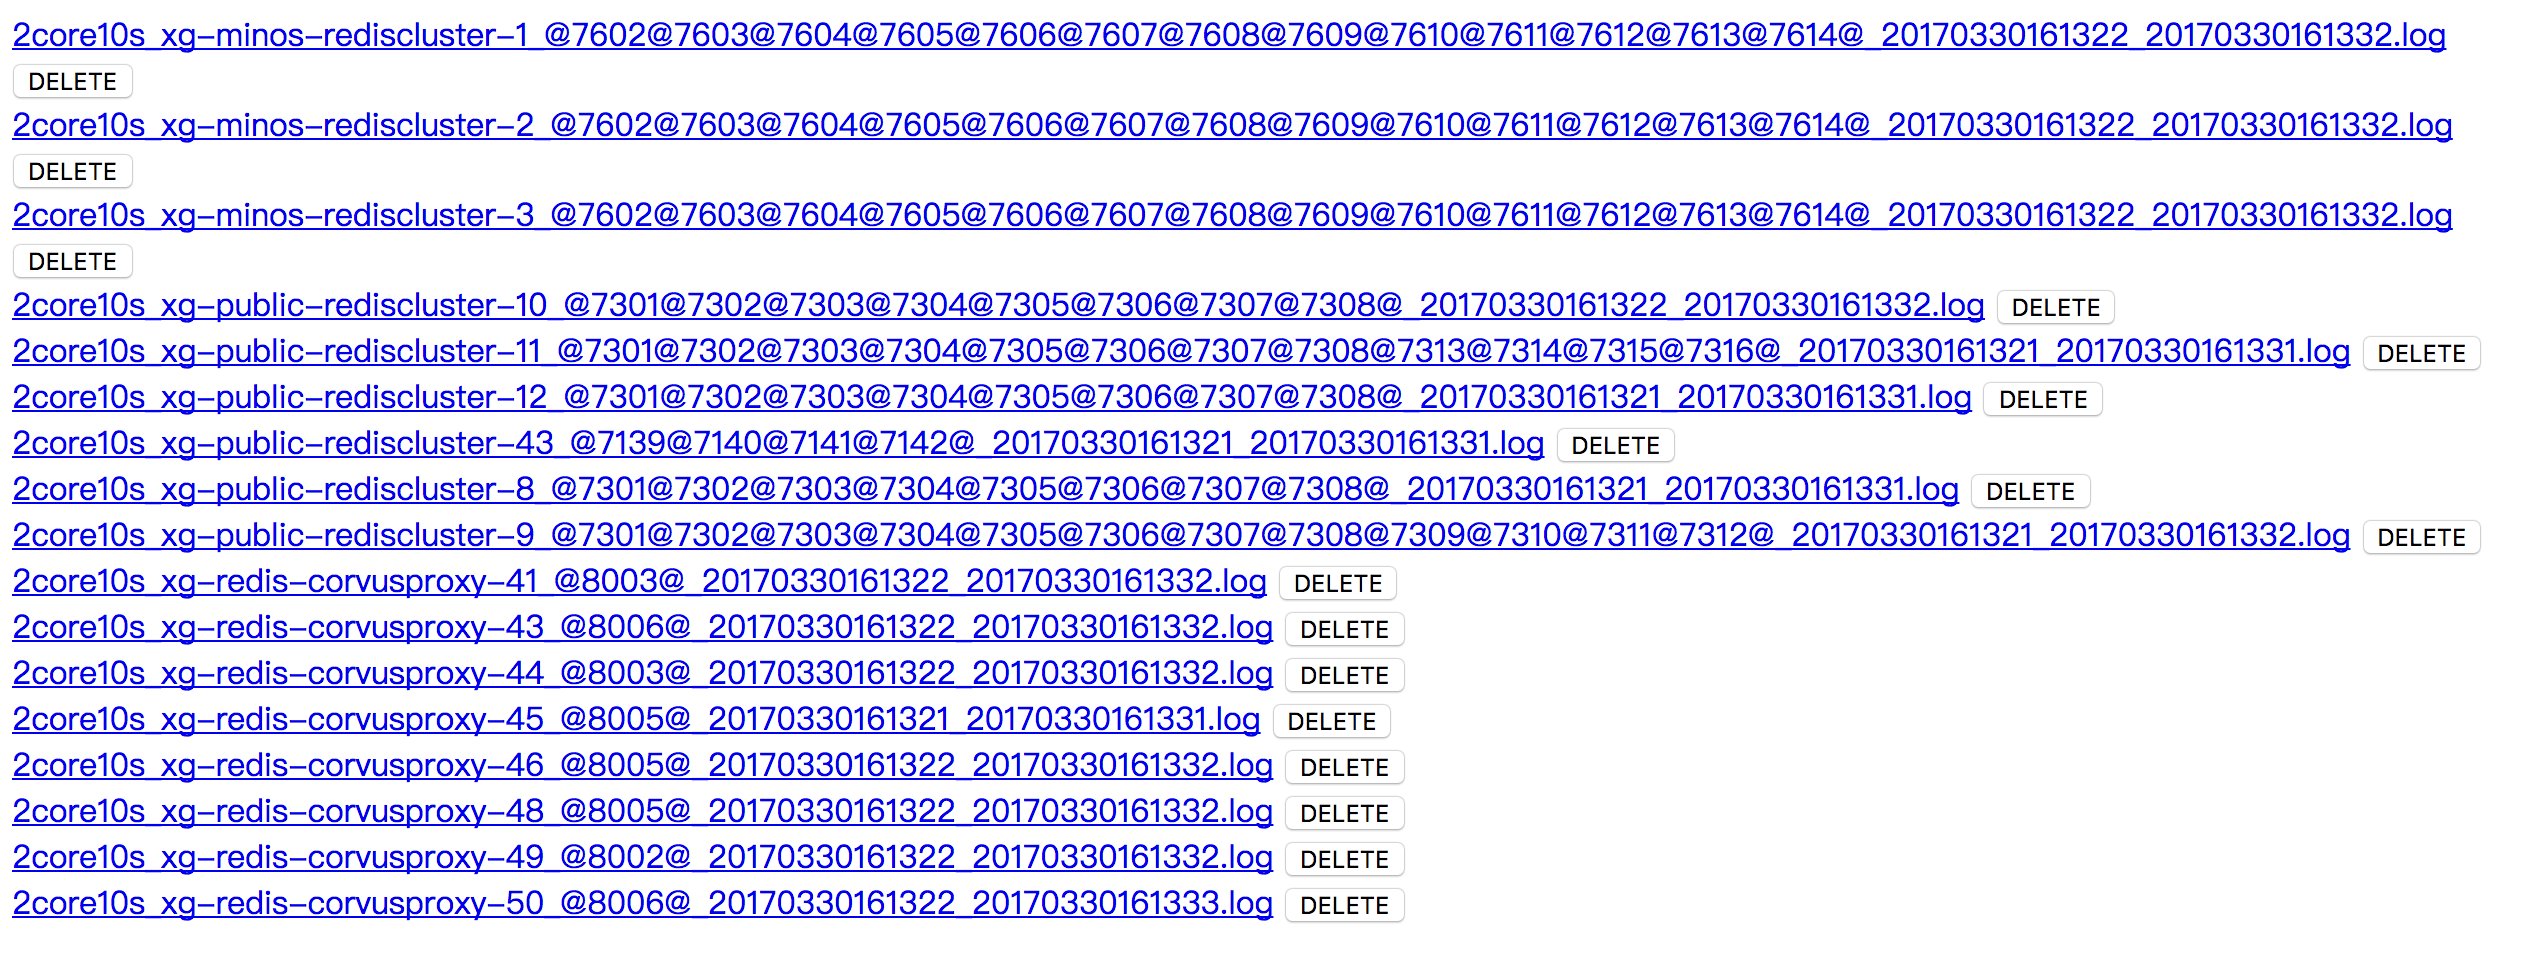 2core10s_xg-minos-rediscluster-1_@7602@7603@7604@7605@7606@7607@7608@7609@7610@7611@7612@7613@7614@_20170330161322_20170330161332.log
DELETE
2core10s_xg-minos-rediscluster-2_@7602@7603@7604@7605@7606@7607@7608@7609@7610@7611@7612@7613@7614@_20170330161322_20170330161332.log
DELETE
2core10s_xg-minos-rediscluster-3_@7602@7603@7604@7605@7606@7607@7608@7609@7610@7611@7612@7613@7614@_20170330161322_20170330161332.log
DELETE
2core10s_xg-public-rediscluster-10_@7301@7302@7303@7304@7305@7306@7307@7308@_20170330161322_20170330161332.log DELETE
2core10s_xg-public-rediscluster-11_@7301@7302@7303@7304@7305@7306@7307@7308@7313@7314@7315@7316@_20170330161321_20170330161331.log DELETE
2core10s_xg-public-rediscluster-12_@7301@7302@7303@7304@7305@7306@7307@7308@_20170330161321_20170330161331.log DELETE
2core10s_xg-public-rediscluster-43_@7139@7140@7141@7142@_20170330161321_20170330161331.log DELETE
2core10s_xg-public-rediscluster-8_@7301@7302@7303@7304@7305@7306@7307@7308@_20170330161321_20170330161331.log DELETE
2core10s_xg-public-rediscluster-9_@7301@7302@7303@7304@7305@7306@7307@7308@7309@7310@7311@7312@_20170330161321_20170330161332.log DELETE
2core10s_xg-redis-corvusproxy-41_@8003@_20170330161322_20170330161332.log DELETE
2core10s_xg-redis-corvusproxy-43_@8006@_20170330161322_20170330161332.log DELETE
2core10s_xg-redis-corvusproxy-44_@8003@_20170330161322_20170330161332.log DELETE
2core10s_xg-redis-corvusproxy-45_@8005@_20170330161321_20170330161331.log DELETE
2core10s_xg-redis-corvusproxy-46_@8005@_20170330161322_20170330161332.log DELETE
2core10s_xg-redis-corvusproxy-48_@8005@_20170330161322_20170330161332.log DELETE
2core10s_xg-redis-corvusproxy-49_@8002@_20170330161322_20170330161332.log DELETE
2core10s_xg-redis-corvusproxy-50_@8006@_20170330161322_20170330161333.log DELETE